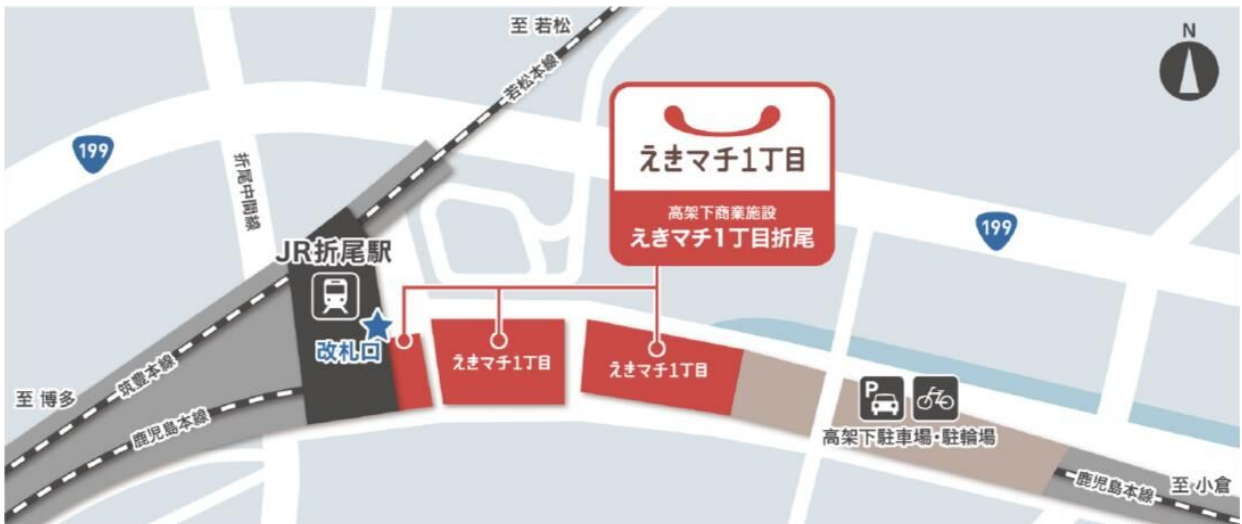 至 若松
N
若松本線
199
えきマチ1丁目
折尾中間線
高架下商業施設
えきマチ1丁目折尾
199
JR折尾駅
改札口
えきマチ1丁目
えきマチ1丁目
筑豊本線
至 博多
P
鹿児島本線
高架下駐車場・駐輪場
鹿児島本線
至 小倉